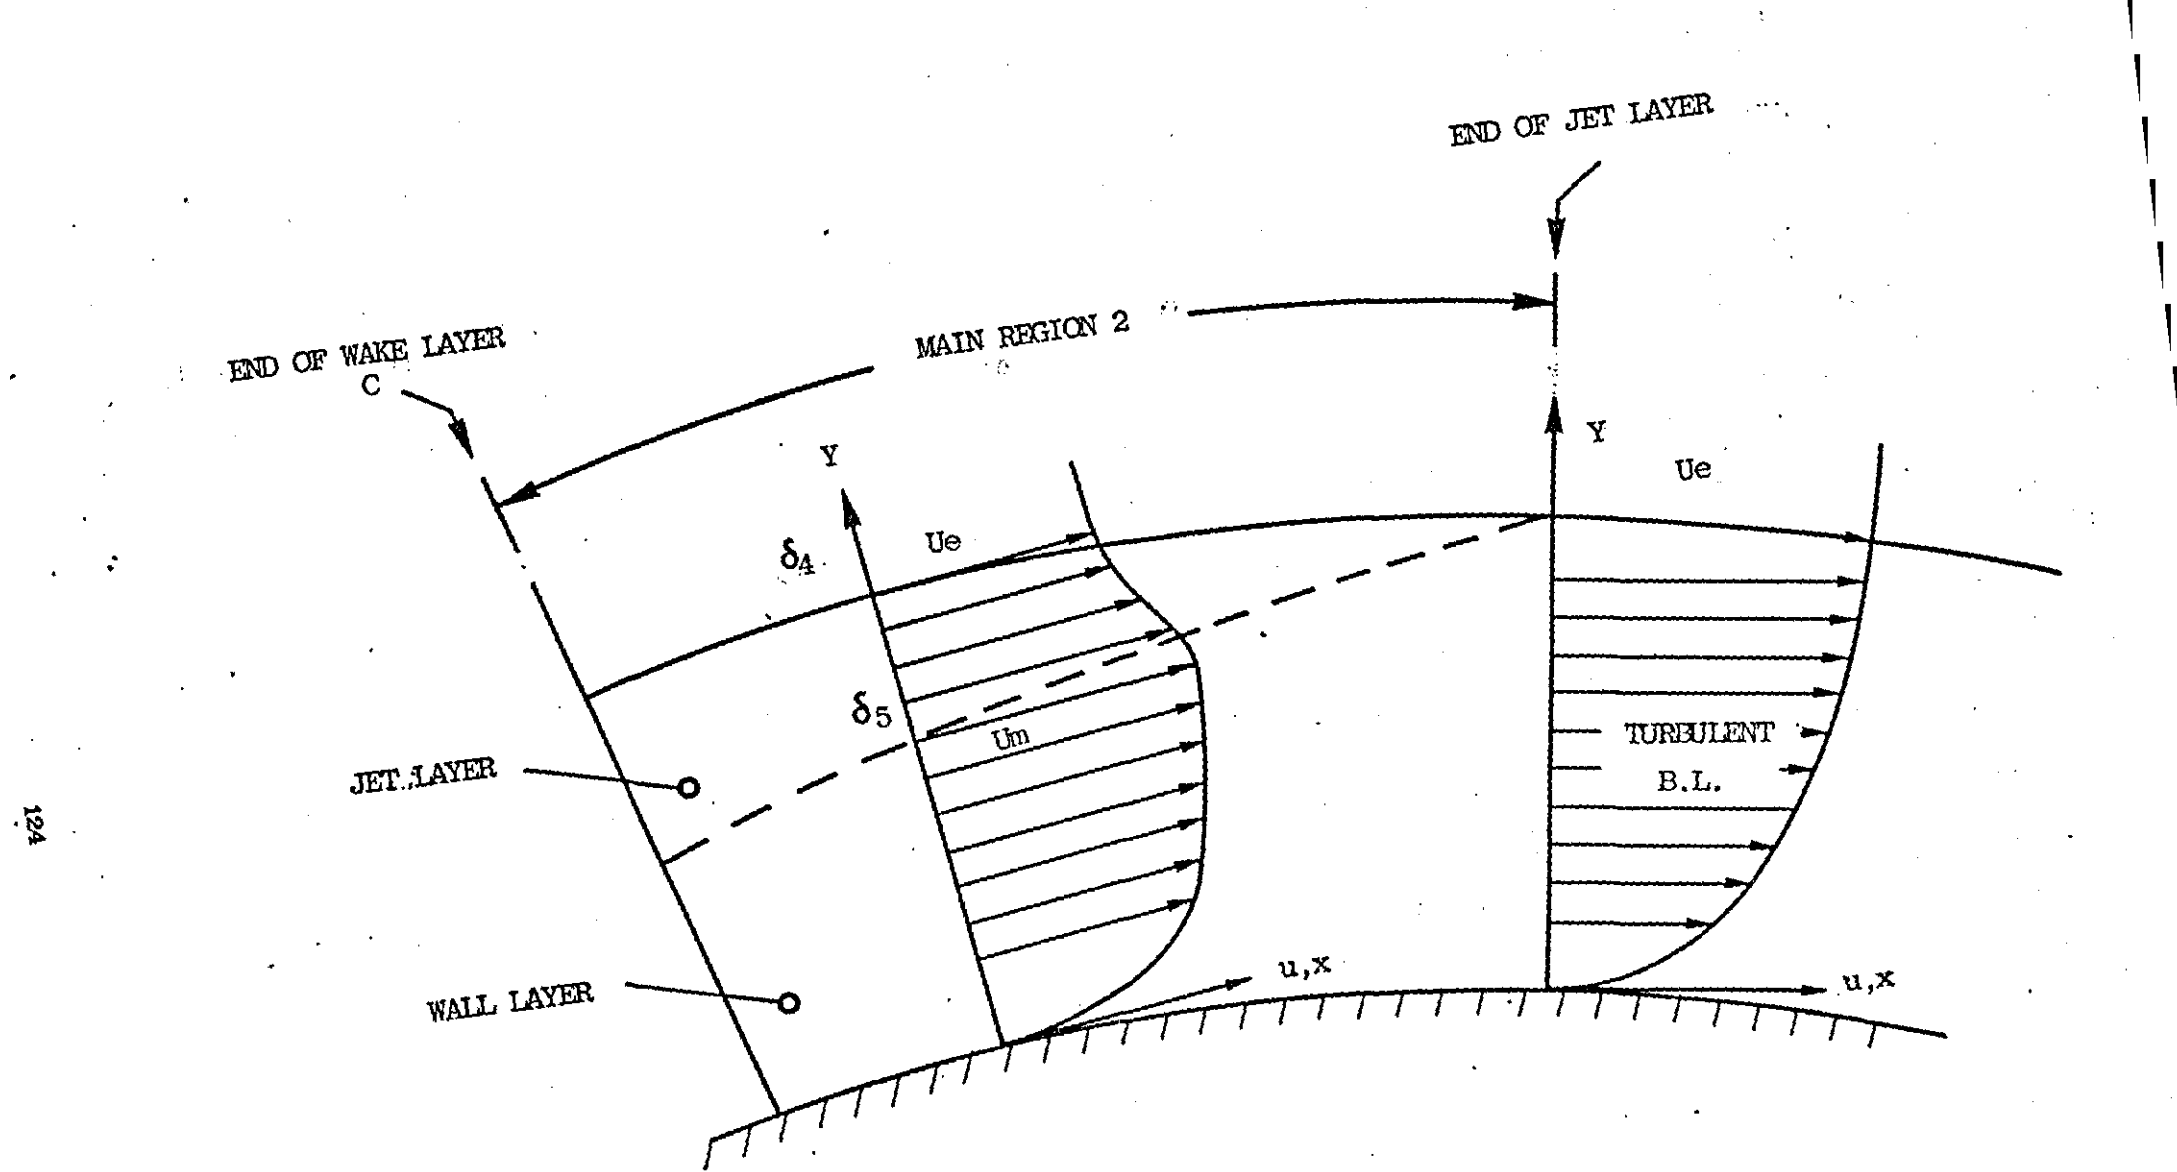 END OF JET LAYER
MAIN REGION 2
END OF WAKE LAYER
C
Y
Y
Ue
Ue
δ4
δ5
Um
TURBULENT
B.L.
JET LAYER
WALL LAYER
u,x
u,x
124